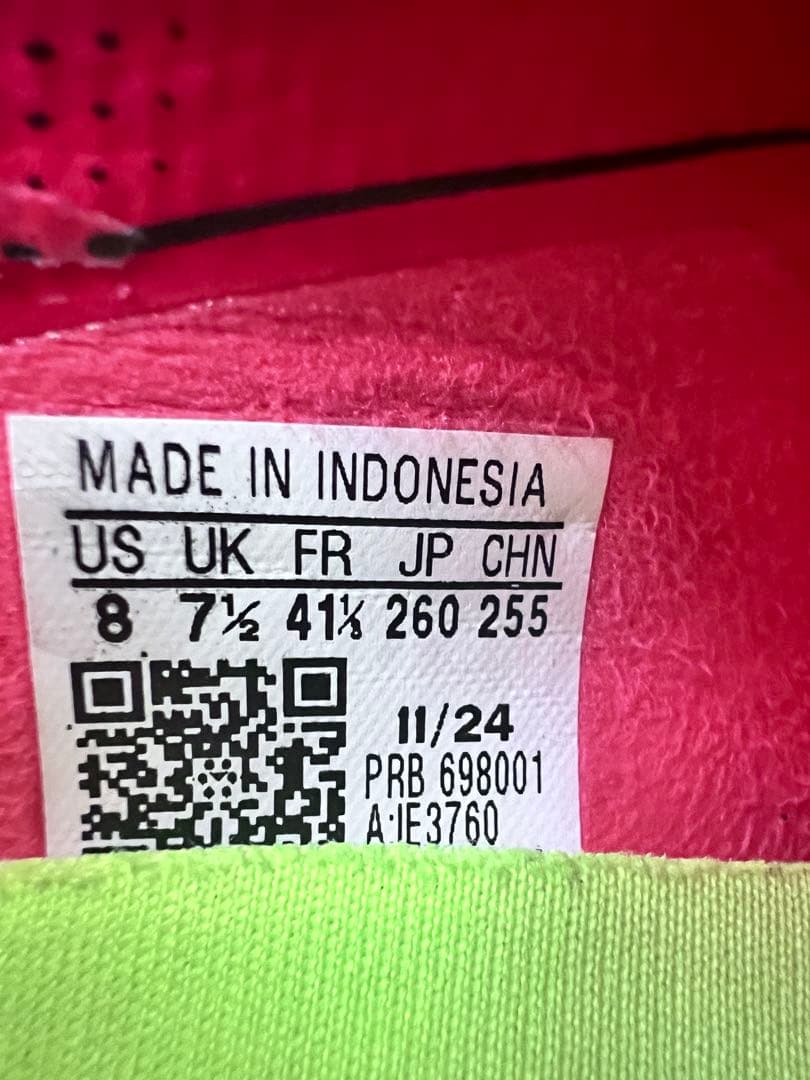 MADE IN INDONESIA
US UK FR JP CHN
8 7½ 41⅓ 260 255
11/24
PRB 698001
A:IE3760